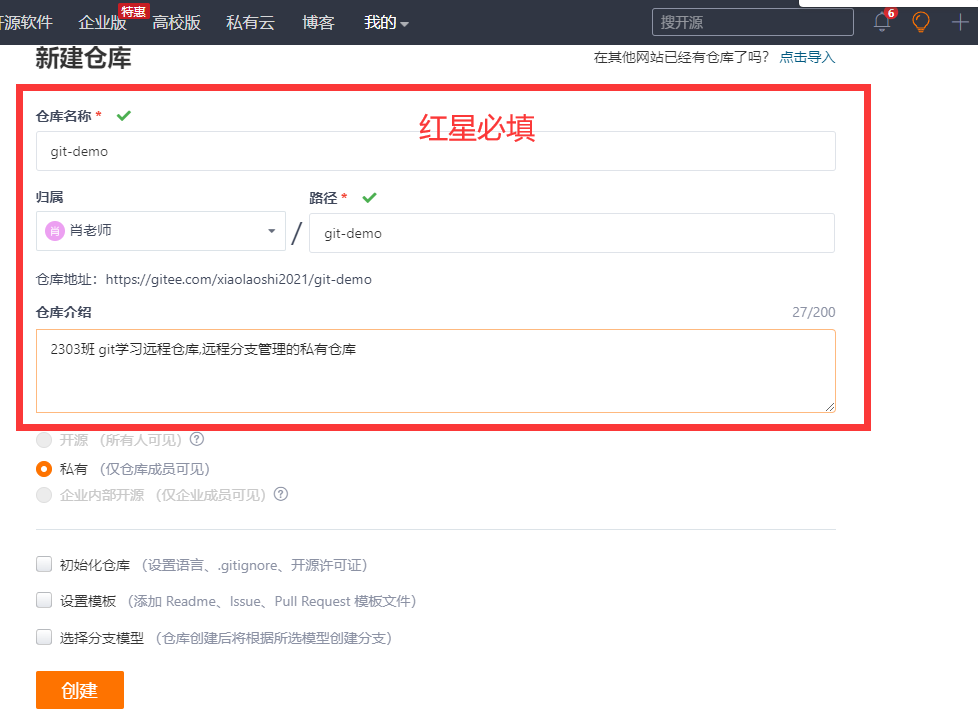 开源软件 企业版 特惠 高校版 私有云 博客 我的 搜开源 6
新建仓库 在其他网站已经有仓库了吗? 点击导入
仓库名称 *
红星必填
git-demo
归属 路径 *
肖 肖老师 / git-demo
仓库地址：https://gitee.com/xiaolaoshi2021/git-demo
仓库介绍 27/200
2303班 git学习远程仓库,远程分支管理的私有仓库
开源（所有人可见）?
私有（仅仓库成员可见）
企业内部开源（仅企业成员可见）?
初始化仓库（设置语言、.gitignore、开源许可证）
设置模板（添加 Readme、Issue、Pull Request 模板文件）
选择分支模型（仓库创建后将根据所选模型创建分支）
创建